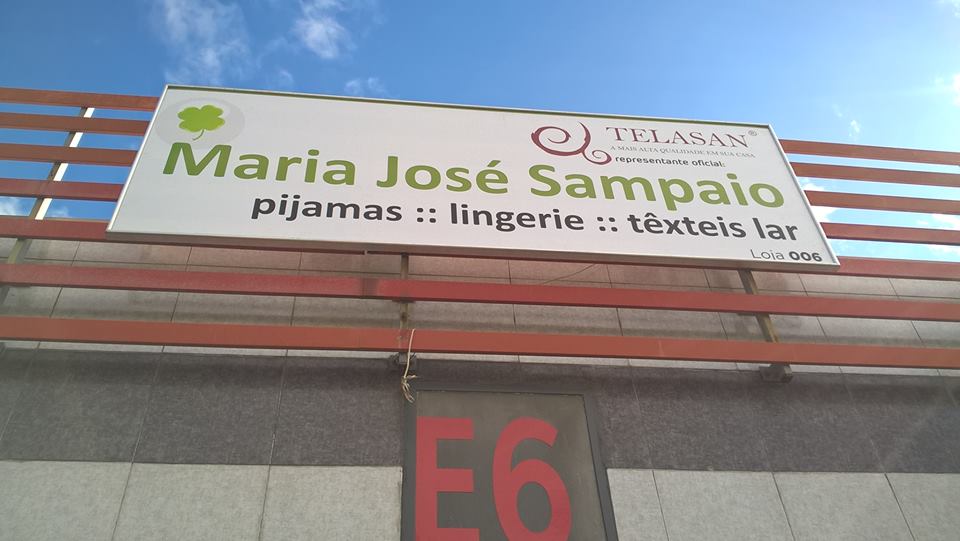 TELASAN®
A MAIS ALTA QUALIDADE EM SUA CASA
representante oficial:
Maria José Sampaio
pijamas :: lingerie :: têxteis lar
Loja 006
E6